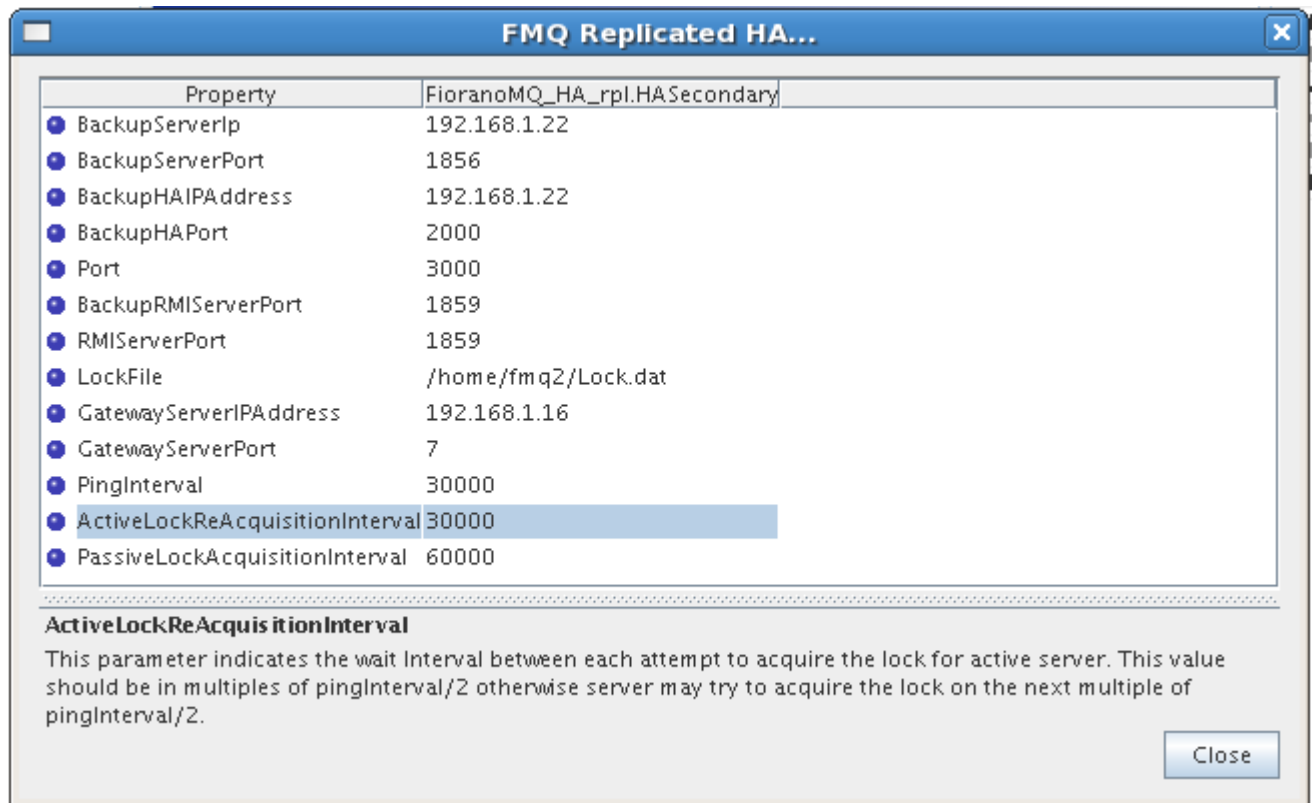 FMQ Replicated HA...
Property FioranoMQ_HA_rpl.HASecondary
BackupServerIp 192.168.1.22
BackupServerPort 1856
BackupHAIPAddress 192.168.1.22
BackupHAPort 2000
Port 3000
BackupRMIServerPort 1859
RMIServerPort 1859
LockFile /home/fmq2/Lock.dat
GatewayServerIPAddress 192.168.1.16
GatewayServerPort 7
PingInterval 30000
ActiveLockReAcquisitionInterval 30000
PassiveLockAcquisitionInterval 60000
ActiveLockReAcquisitionInterval
This parameter indicates the wait Interval between each attempt to acquire the lock for active server. This value
should be in multiples of pingInterval/2 otherwise server may try to acquire the lock on the next multiple of
pingInterval/2.
Close